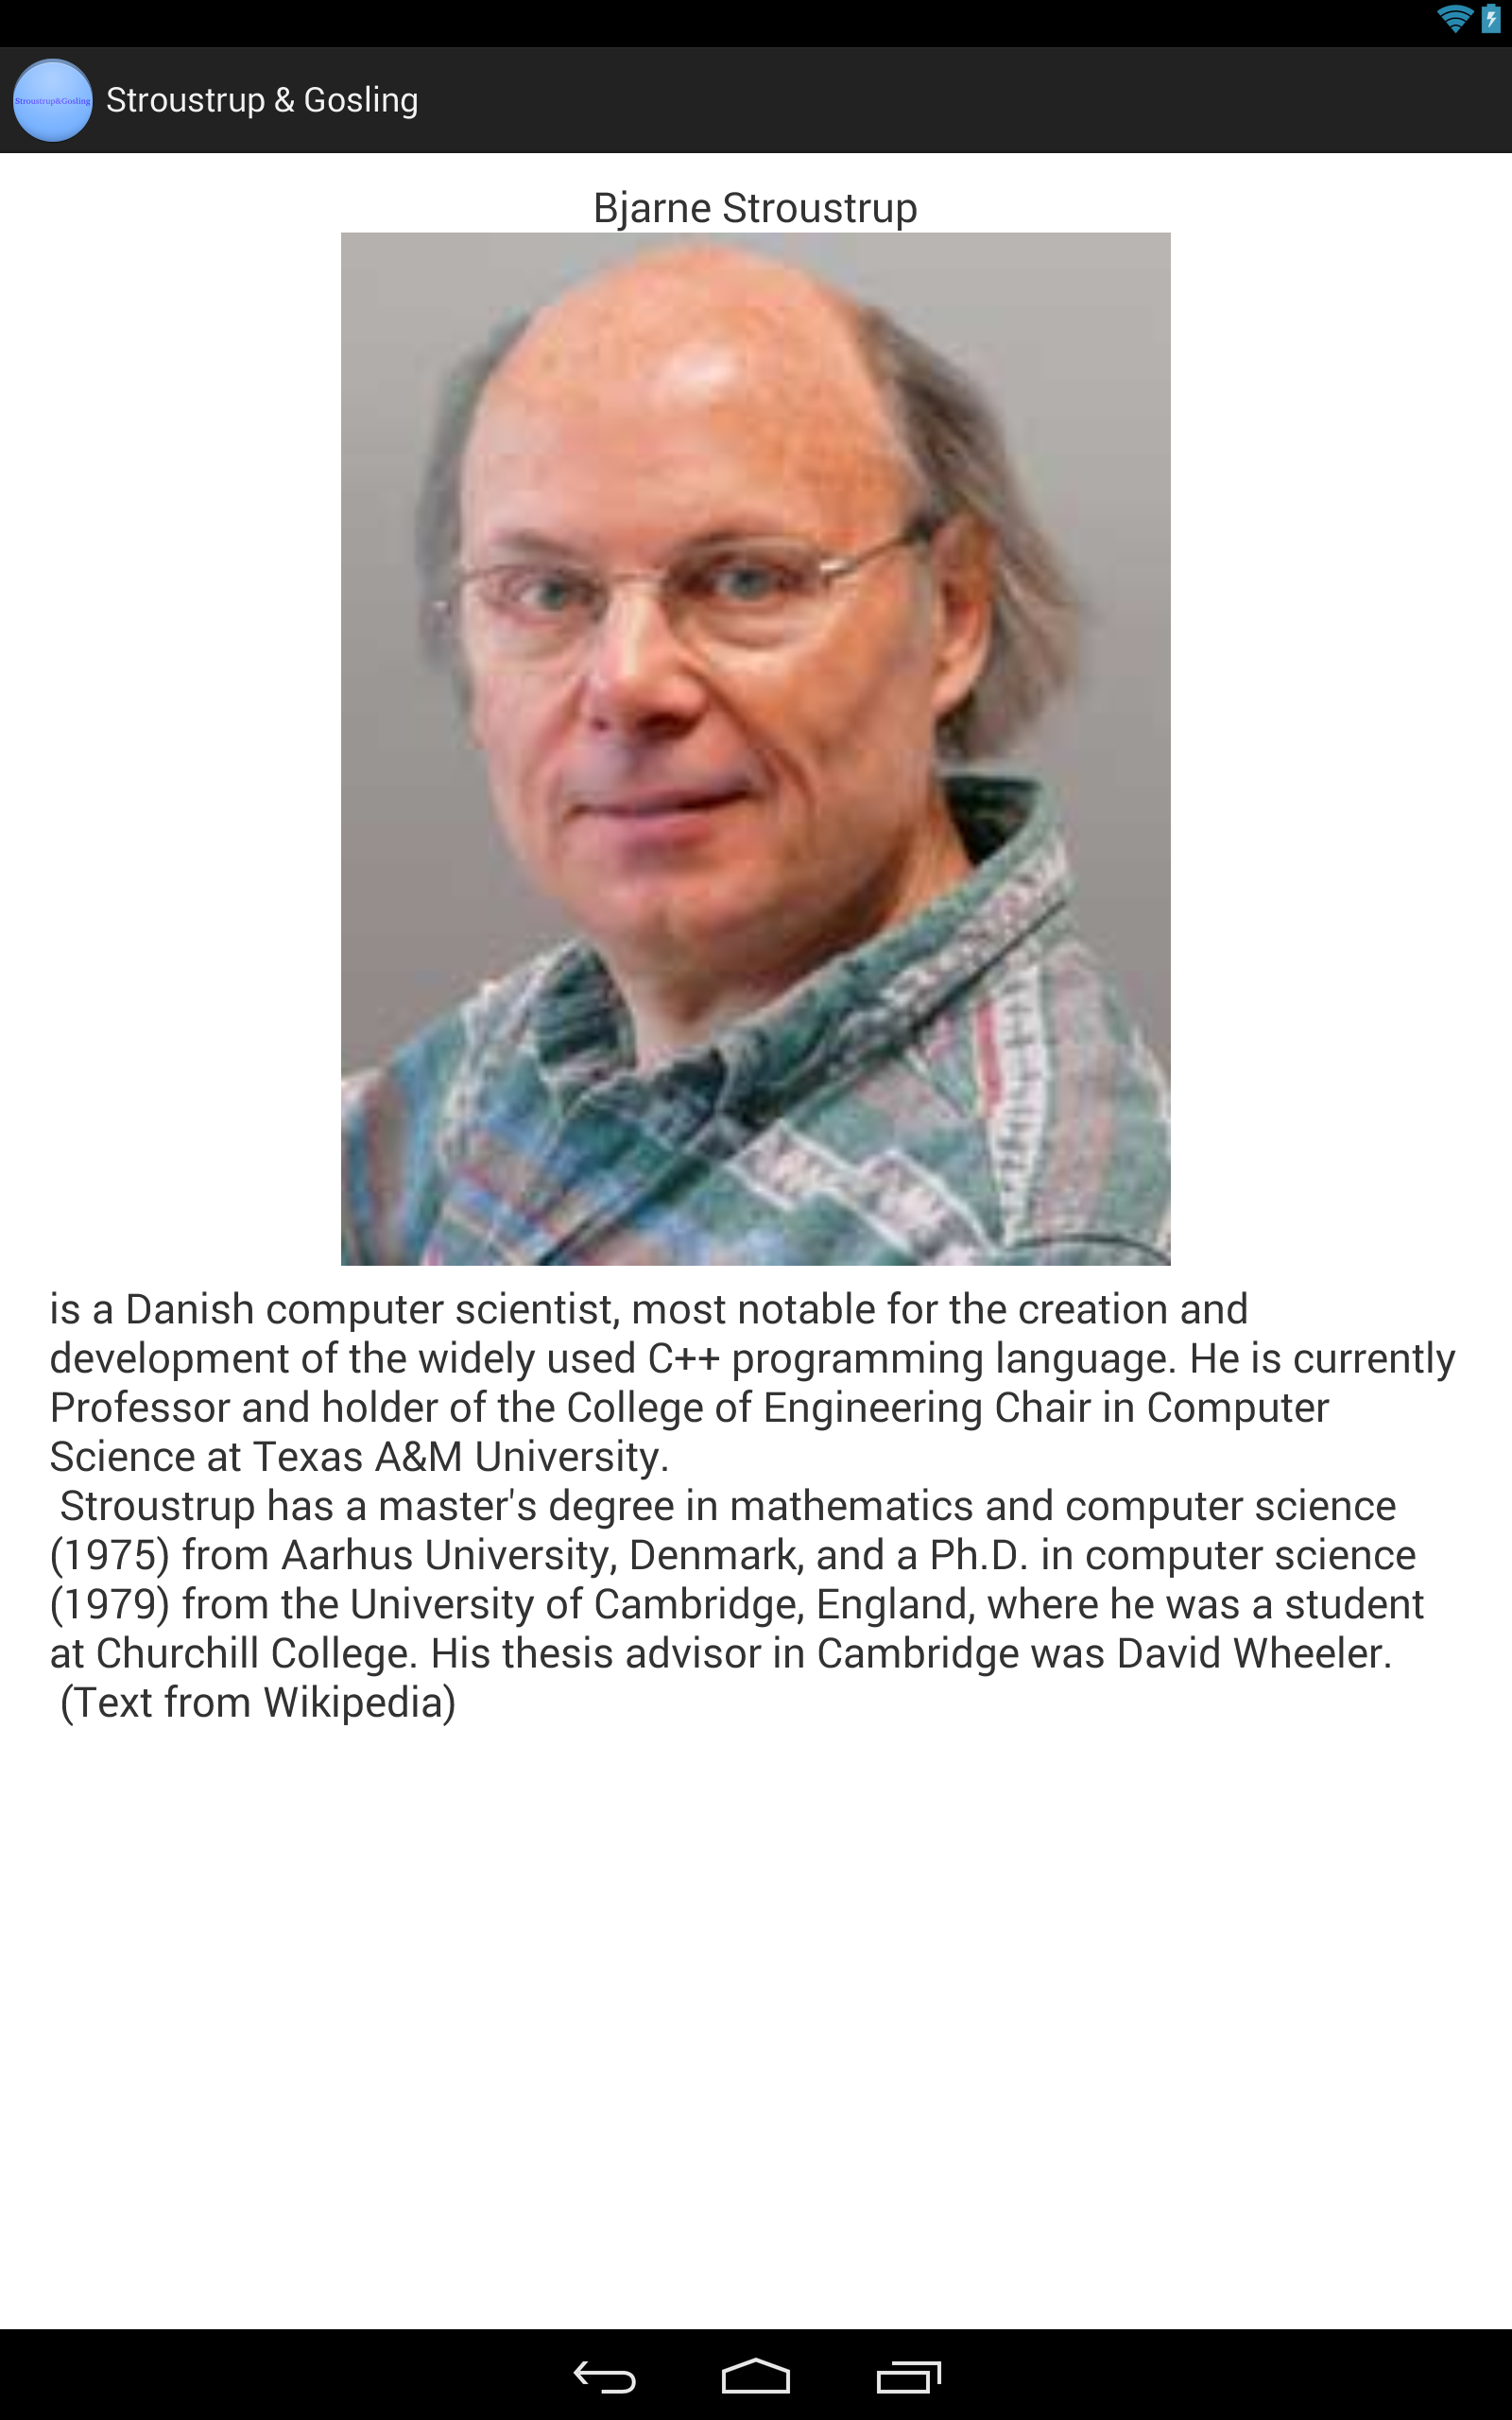 Stroustrup&Gosling
Stroustrup & Gosling
Bjarne Stroustrup
is a Danish computer scientist, most notable for the creation and
development of the widely used C++ programming language. He is currently
Professor and holder of the College of Engineering Chair in Computer
Science at Texas A&M University.
Stroustrup has a master's degree in mathematics and computer science
(1975) from Aarhus University, Denmark, and a Ph.D. in computer science
(1979) from the University of Cambridge, England, where he was a student
at Churchill College. His thesis advisor in Cambridge was David Wheeler.
(Text from Wikipedia)